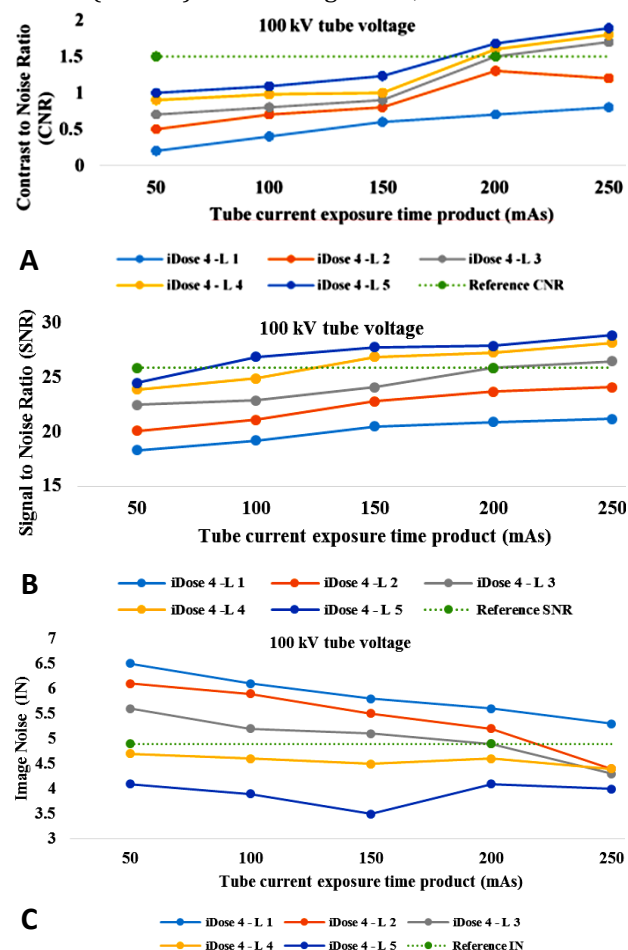 2
100 kV tube voltage
1.5
1
0.5
0
Contrast to Noise Ratio
(CNR)
50 100 150 200 250
Tube current exposure time product (mAs)
A
iDose 4 -L 1 iDose 4 -L 2 iDose 4 -L 3
iDose 4 - L 4 iDose 4 -L 5 Reference CNR
30
100 kV tube voltage
25
20
15
Signal to Noise Ratio (SNR)
50 100 150 200 250
Tube current exposure time product (mAs)
B
iDose 4 -L 1 iDose 4 -L 2 iDose 4 - L 3
iDose 4 -L 4 iDose 4 - L 5 Reference SNR
7
100 kV tube voltage
6.5
6
5.5
5
4.5
4
3.5
3
Image Noise (IN)
50 100 150 200 250
Tube current exposure time product (mAs)
C
iDose 4 - L 1 iDose 4 - L 2 iDose 4 - L 3
iDose 4 - L 4 iDose 4 - L 5 Reference IN